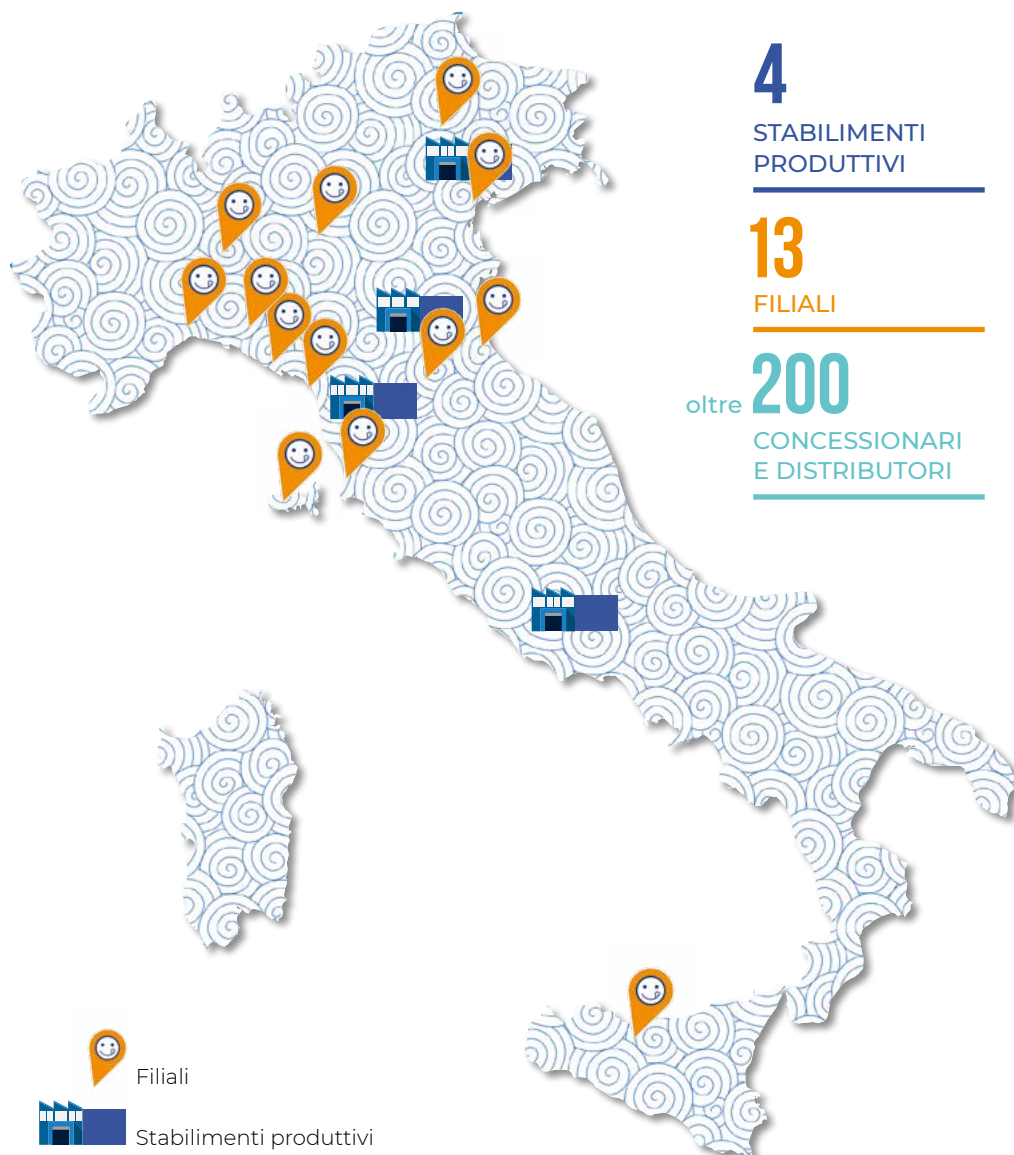 4
STABILIMENTI
PRODUTTIVI
13
FILIALI
oltre 200
CONCESSIONARI
E DISTRIBUTORI
Filiali
Stabilimenti produttivi